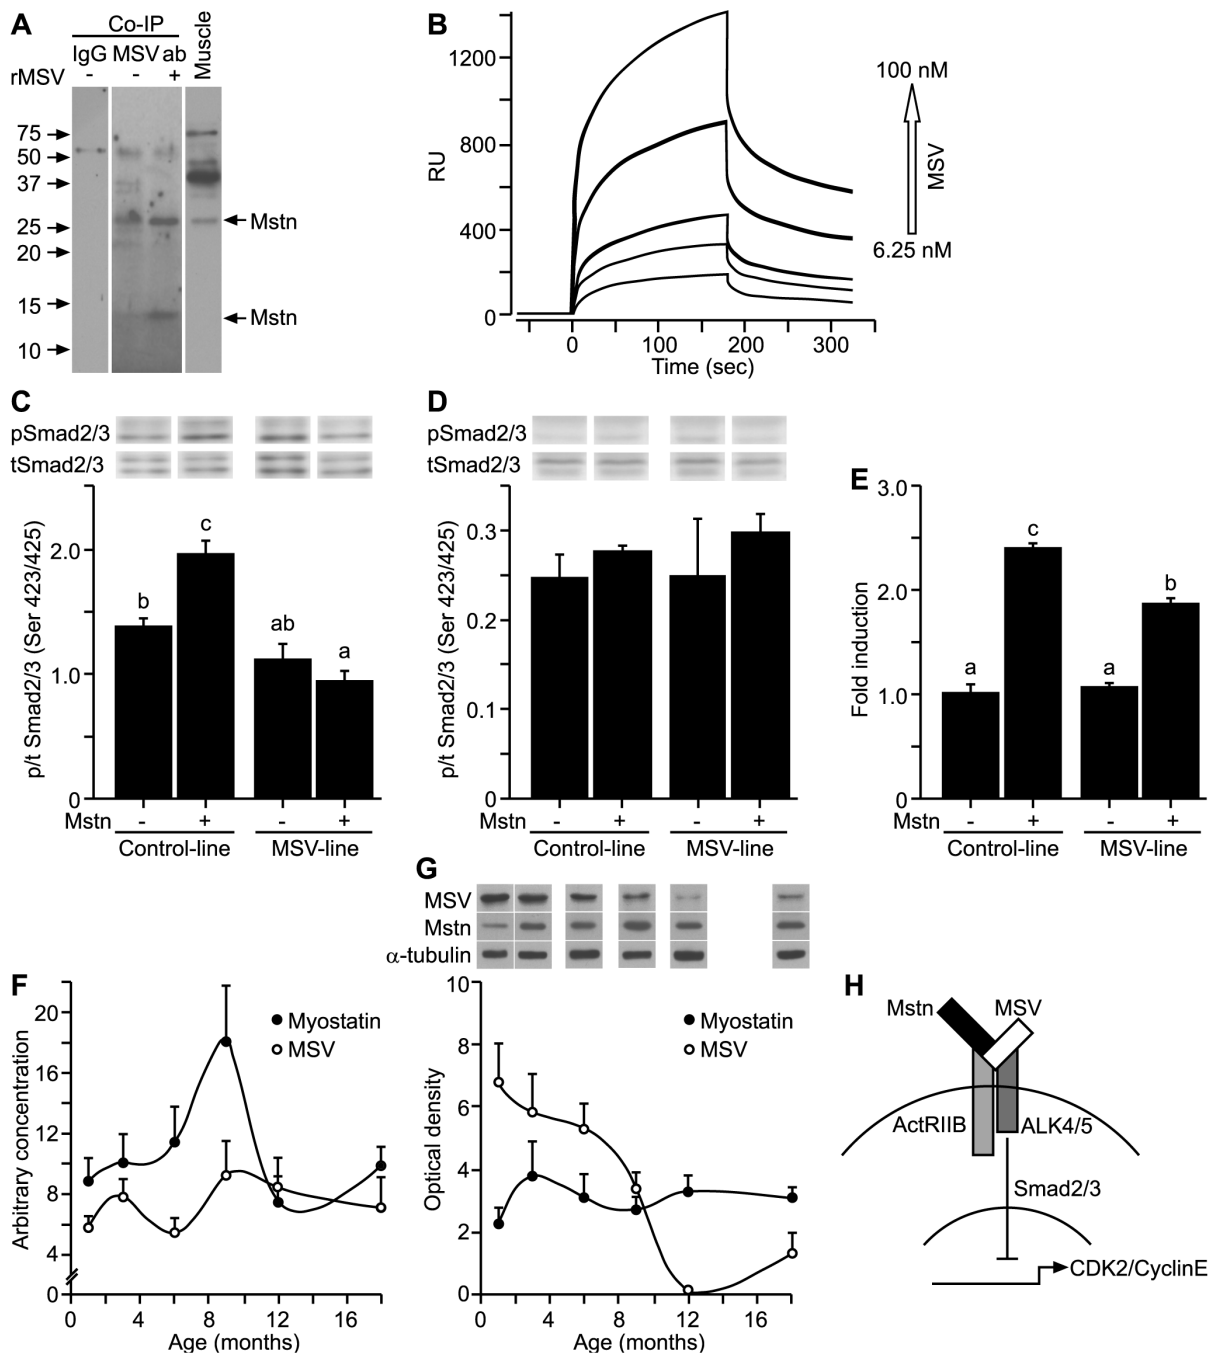 A
Co-IP
IgG MSV ab Muscle
rMSV - - +
75
50
37
25
20
15
10
Mstn
Mstn
B
RU
1200
800
400
0
0 100 200 300
Time (sec)
100 nM
MSV
6.25 nM
C
pSmad2/3
tSmad2/3
p/t Smad2/3 (Ser 423/425)
2.0
1.0
0
b c ab a
Mstn - + - +
Control-line MSV-line
D
pSmad2/3
tSmad2/3
p/t Smad2/3 (Ser 423/425)
0.3
0.2
0.1
0
Mstn - + - +
Control-line MSV-line
E
Fold induction
3.0
2.0
1.0
0
a c a b
Mstn - + - +
Control-line MSV-line
F
Arbitrary concentration
20
16
12
8
4
0
Myostatin
MSV
0 4 8 12 16
Age (months)
G
MSV
Mstn
α-tubulin
Optical density
10
8
6
4
2
0
Myostatin
MSV
0 4 8 12 16
Age (months)
H
Mstn MSV
ActRIIB ALK4/5
Smad2/3
CDK2/CyclinE